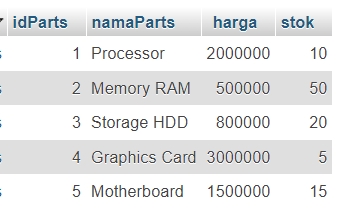 idParts namaParts harga stok
1 Processor 2000000 10
2 Memory RAM 500000 50
3 Storage HDD 800000 20
4 Graphics Card 3000000 5
5 Motherboard 1500000 15